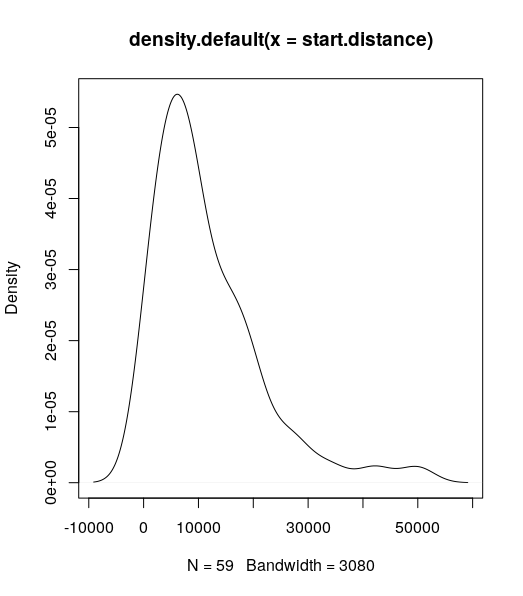 density.default(x = start.distance)
Density
5e-05
4e-05
3e-05
2e-05
1e-05
0e+00
-10000 0 10000 30000 50000
N = 59 Bandwidth = 3080